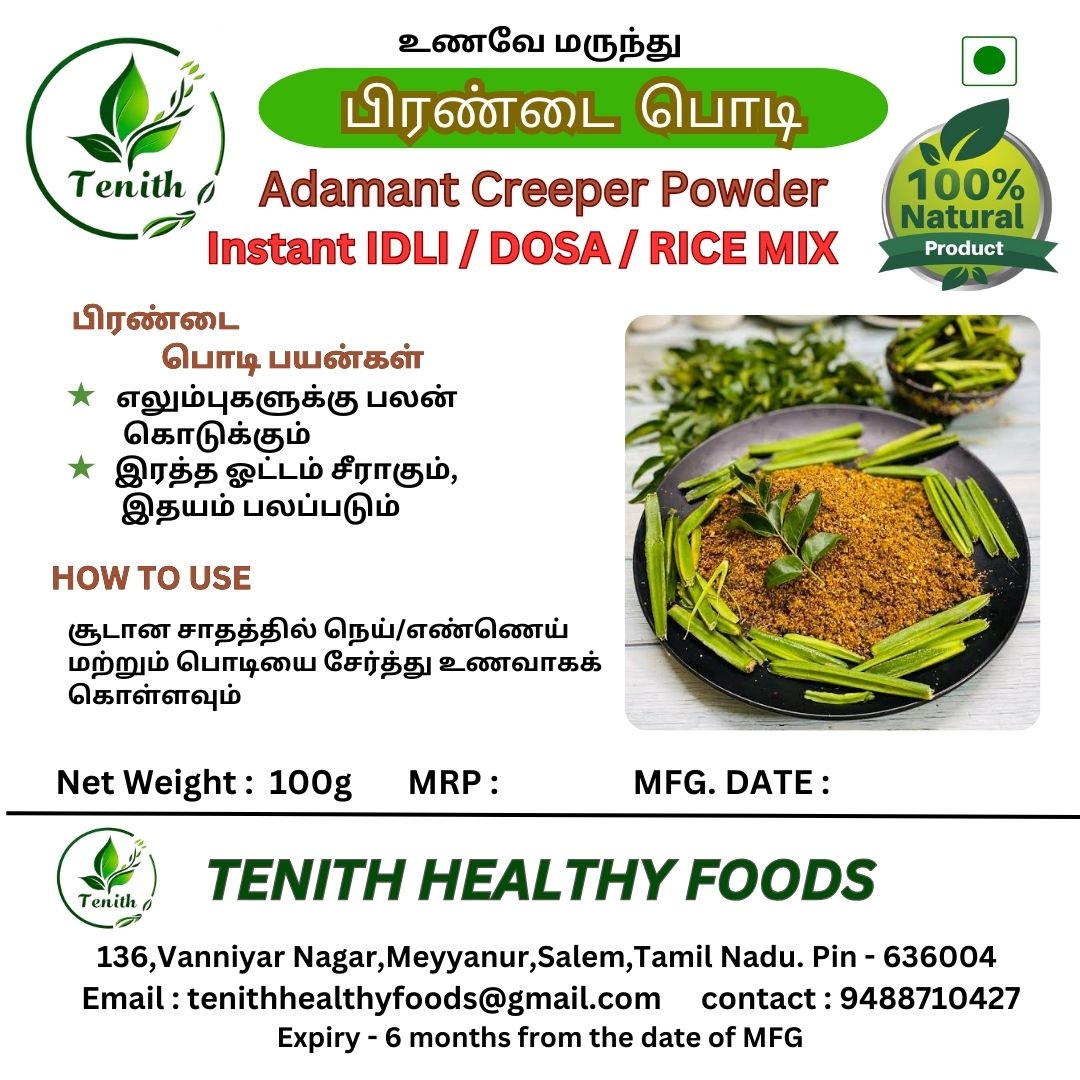 உணவே மருந்து
பிரண்டை பொடி
Tenith
Adamant Creeper Powder
100%
Natural
Product
Instant IDLI / DOSA / RICE MIX
பிரண்டை
பொடி பயன்கள்
எலும்புகளுக்கு பலன்
கொடுக்கும்
இரத்த ஓட்டம் சீராகும்,
இதயம் பலப்படும்
HOW TO USE
சூடான சாதத்தில் நெய்/எண்ணெய்
மற்றும் பொடியை சேர்த்து உணவாகக்
கொள்ளவும்
Net Weight : 100g MRP : MFG. DATE :
Tenith
TENITH HEALTHY FOODS
136,Vanniyar Nagar,Meyyanur,Salem,Tamil Nadu. Pin - 636004
Email : tenithhealthyfoods@gmail.com contact : 9488710427
Expiry - 6 months from the date of MFG